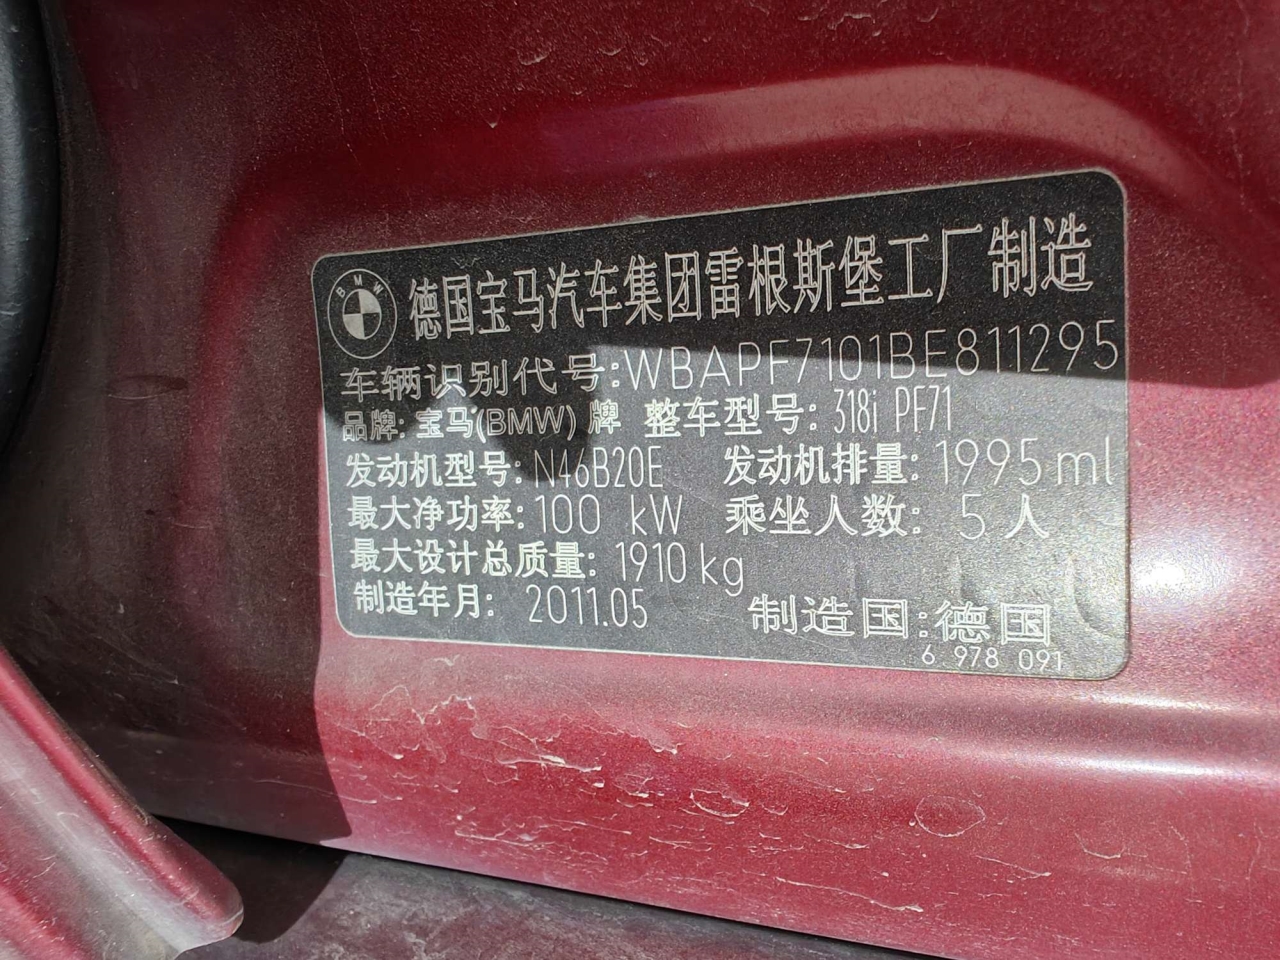 BMW 德国宝马汽车集团雷根斯堡工厂 制造
车辆识别代号:WBAPF7101BE811295
品牌: 宝马(BMW) 牌 整车型号: 318i PF71
发动机型号: N46B20E 发动机排量: 1995 ml
最大净功率: 100 kW 乘坐人数: 5 人
最大设计总质量: 1910 kg
制造年月: 2011.05 制造国:德国
6 978 091